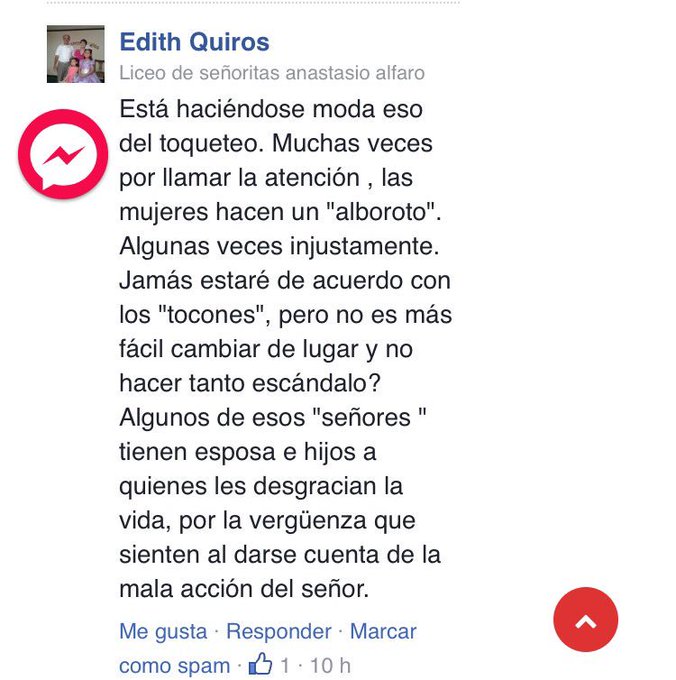 Edith Quiros
Liceo de señoritas anastasio alfaro
Está haciéndose moda eso
del toqueteo. Muchas veces
por llamar la atención , las
mujeres hacen un "alboroto".
Algunas veces injustamente.
Jamás estaré de acuerdo con
los "tocones", pero no es más
fácil cambiar de lugar y no
hacer tanto escándalo?
Algunos de esos "señores "
tienen esposa e hijos a
quienes les desgracian la
vida, por la vergüenza que
sienten al darse cuenta de la
mala acción del señor.
Me gusta · Responder · Marcar
como spam · 1 · 10 h